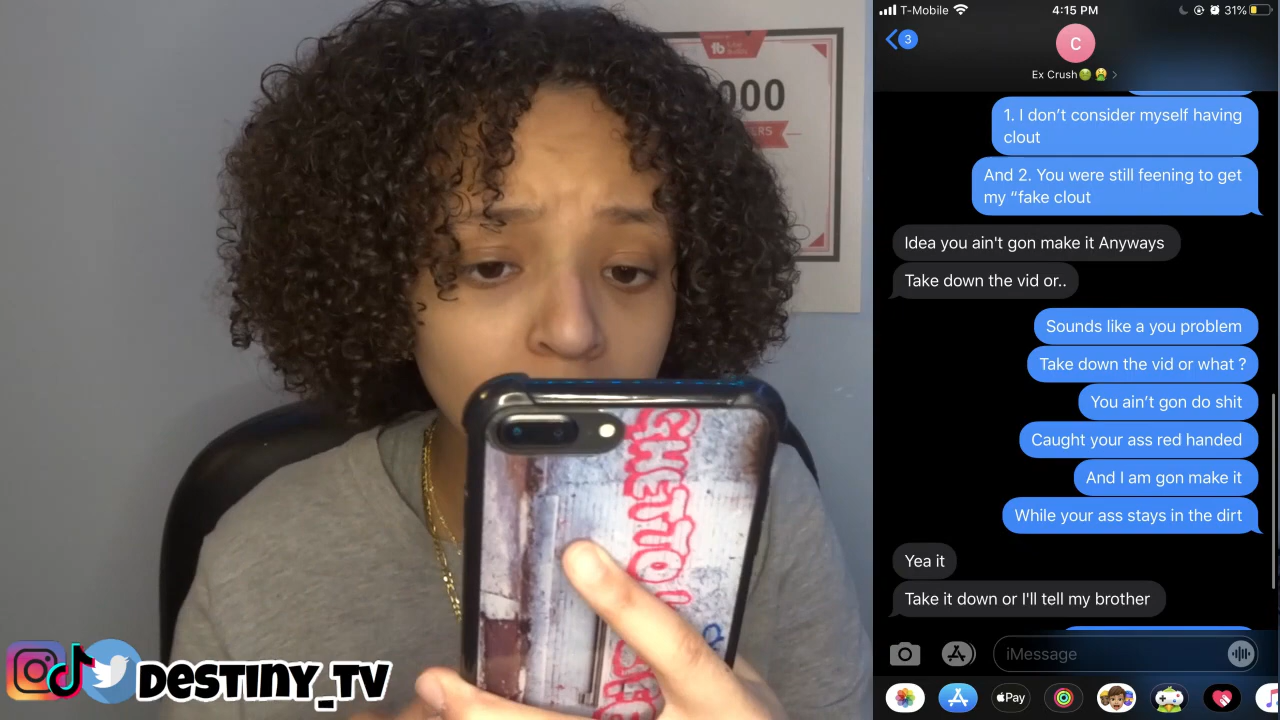 000
ERS
GHETTO
DESTINY_TV
T-Mobile
4:15 PM
31%
3
C
Ex Crush🤢🤮
1. I don’t consider myself having
clout
And 2. You were still feening to get
my “fake clout
Idea you ain't gon make it Anyways
Take down the vid or..
Sounds like a you problem
Take down the vid or what ?
You ain’t gon do shit
Caught your ass red handed
And I am gon make it
While your ass stays in the dirt
Yea it
Take it down or I'll tell my brother
iMessage
Pay